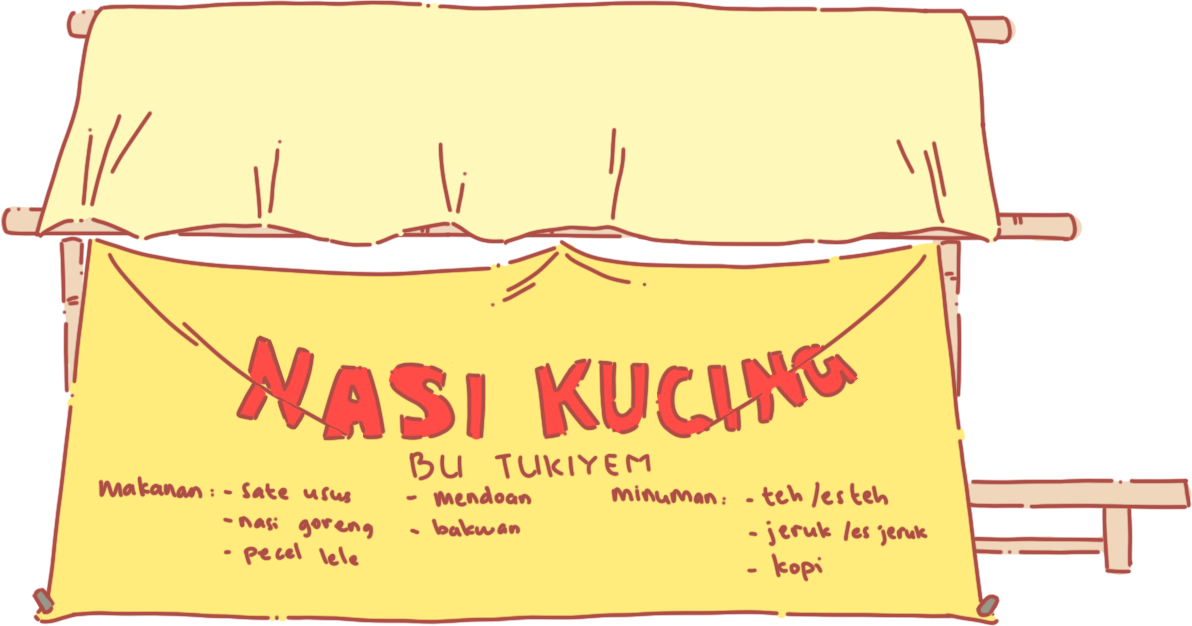 NASI KUCING
BU TUKIYEM
Makanan: - sate usus
- nasi goreng
- pecel lele
- mendoan
- bakwan
minuman: - teh /es teh
- jeruk /es jeruk
- kopi